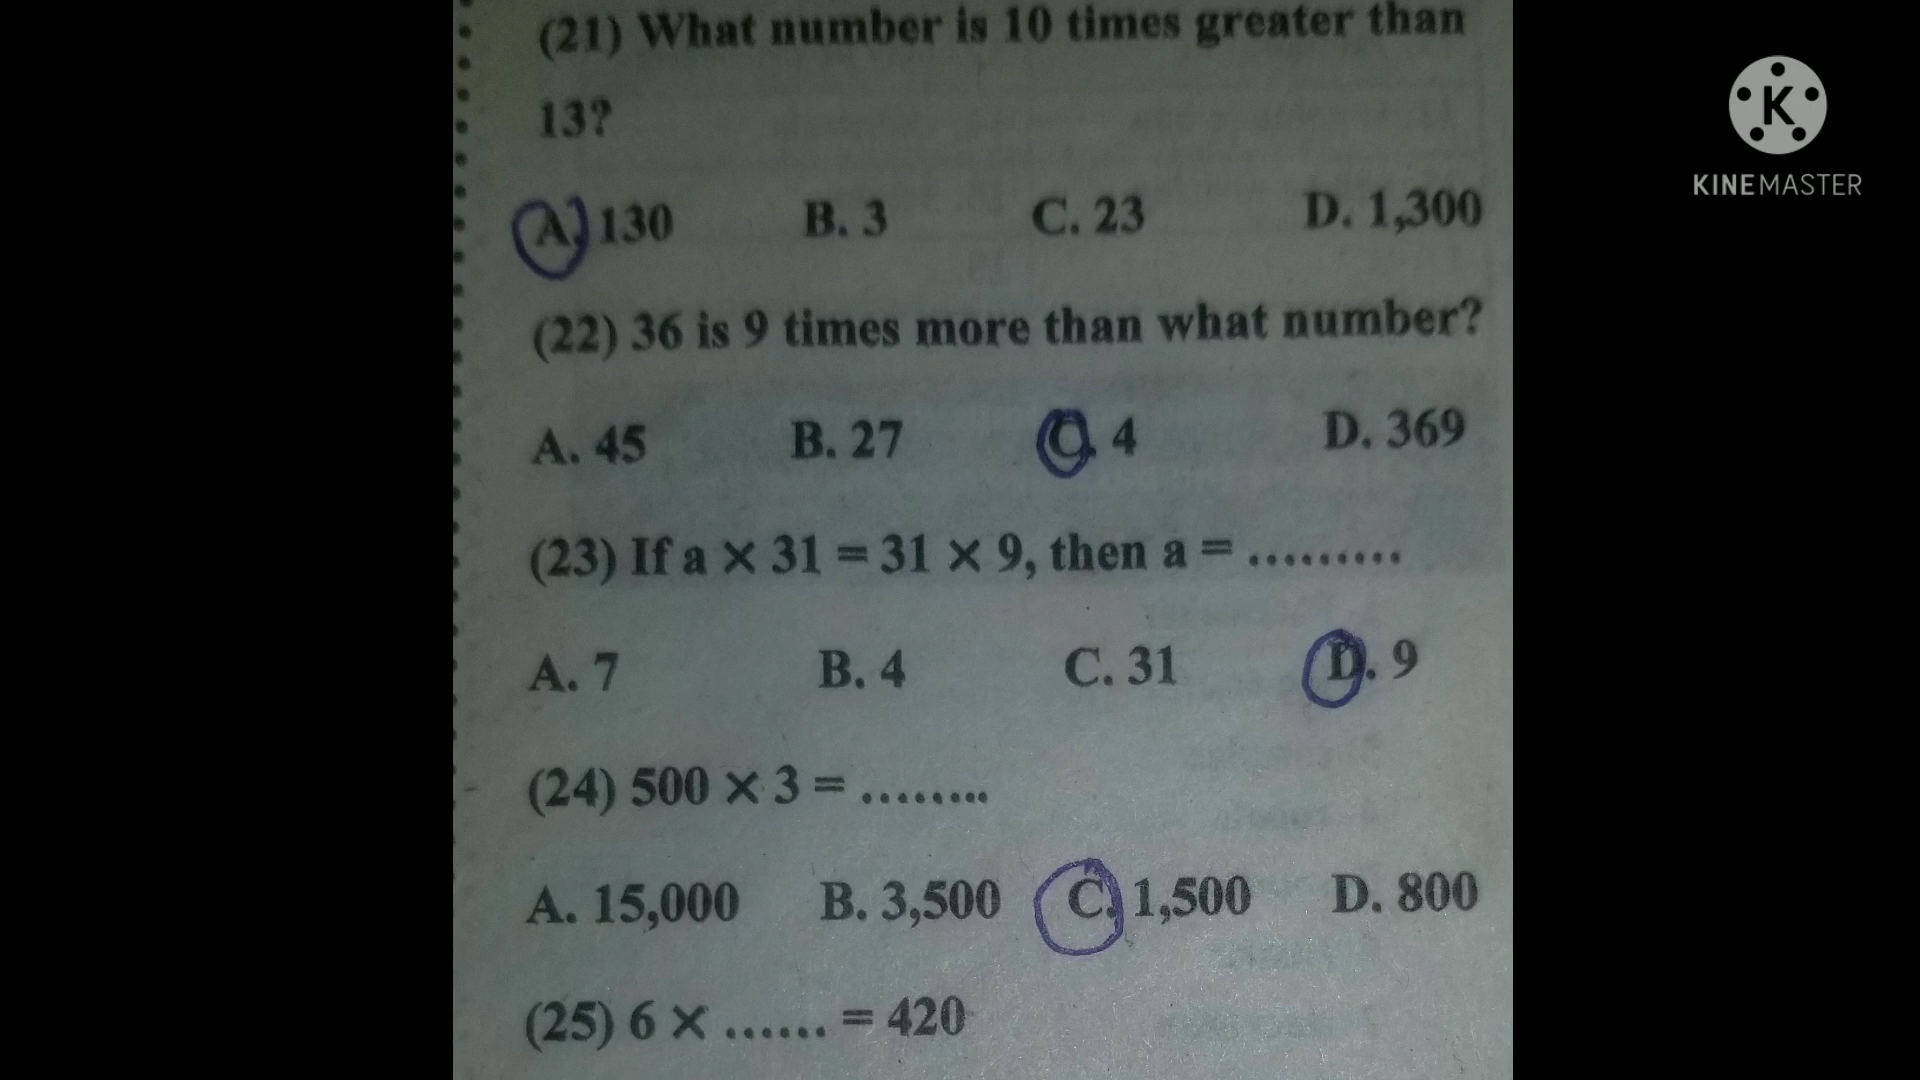 (21) What number is 10 times greater than
13?
A. 130 B. 3 C. 23 D. 1,300
(22) 36 is 9 times more than what number?
A. 45 B. 27 C. 4 D. 369
(23) If a × 31 = 31 × 9, then a = .........
A. 7 B. 4 C. 31 D. 9
(24) 500 × 3 = ........
A. 15,000 B. 3,500 C. 1,500 D. 800
(25) 6 × ...... = 420
K
KINEMASTER